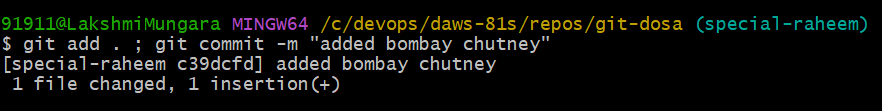 91911@LakshmiMungara MINGW64 /c/devops/daws-81s/repos/git-dosa (special-raheem)
$ git add . ; git commit -m "added bombay chutney"
[special-raheem c39dcfd] added bombay chutney
 1 file changed, 1 insertion(+)